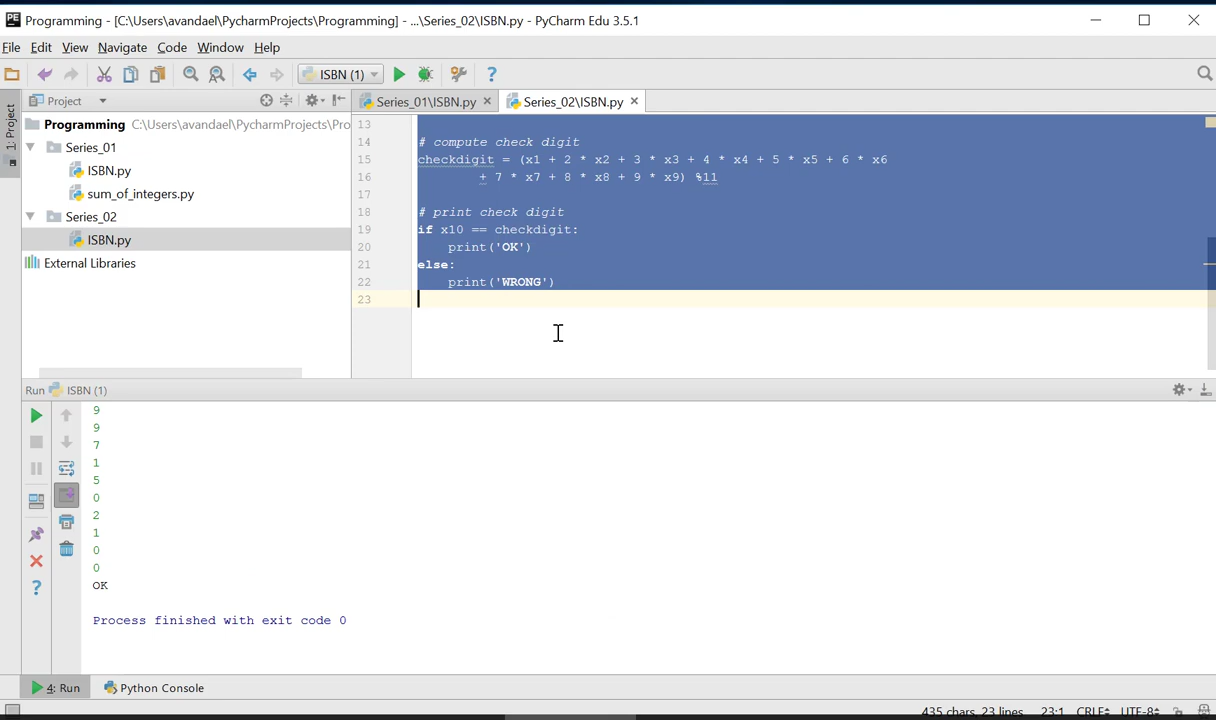 Programming - [C:\Users\avandael\PycharmProjects\Programming] - ...\Series_02\ISBN.py - PyCharm Edu 3.5.1
File Edit View Navigate Code Window Help
ISBN (1)
Project
Series_01\ISBN.py
Series_02\ISBN.py
1: Project
Programming C:\Users\avandael\PycharmProjects\Pro
Series_01
ISBN.py
sum_of_integers.py
Series_02
ISBN.py
External Libraries
13
14 # compute check digit
15 checkdigit = (x1 + 2 * x2 + 3 * x3 + 4 * x4 + 5 * x5 + 6 * x6
16 + 7 * x7 + 8 * x8 + 9 * x9) %11
17
18 # print check digit
19 if x10 == checkdigit:
20 print('OK')
21 else:
22 print('WRONG')
23
Run ISBN (1)
9
9
7
1
5
0
2
1
0
0
OK
Process finished with exit code 0
4: Run Python Console
435 chars, 23 lines 23:1 CRLF UTF-8